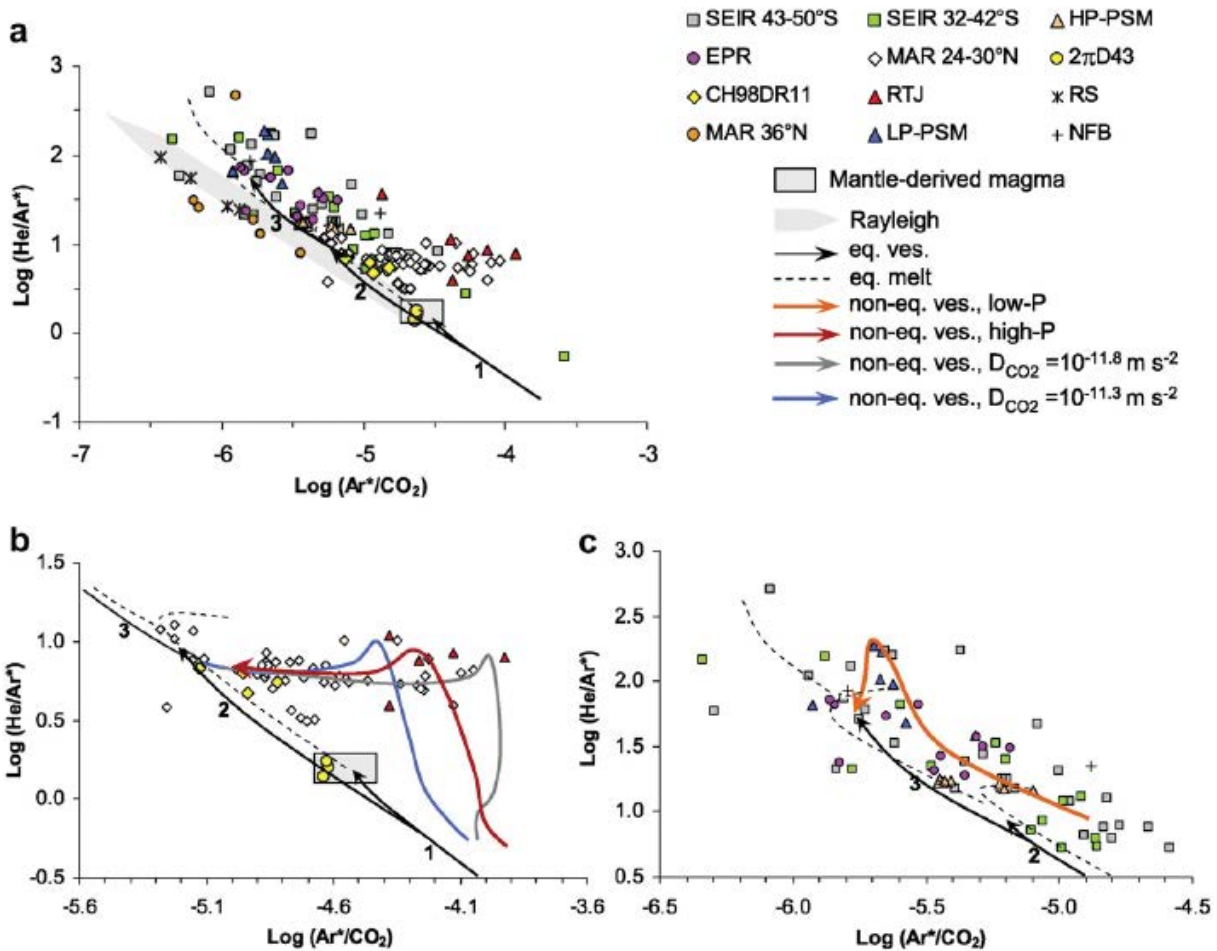 a
3
2
1
0
-1
Log (He/Ar*)
3
2
1
-7 -6 -5 -4 -3
Log (Ar*/CO₂)
SEIR 43-50°S SEIR 32-42°S HP-PSM
EPR MAR 24-30°N 2πD43
CH98DR11 RTJ RS
MAR 36°N LP-PSM NFB
Mantle-derived magma
Rayleigh
eq. ves.
eq. melt
non-eq. ves., low-P
non-eq. ves., high-P
non-eq. ves., D_CO2 =10^-11.8 m s^-2
non-eq. ves., D_CO2 =10^-11.3 m s^-2
b
1.5
1.0
0.5
0.0
-0.5
Log (He/Ar*)
3
2
1
-5.6 -5.1 -4.6 -4.1 -3.6
Log (Ar*/CO₂)
c
3.0
2.5
2.0
1.5
1.0
0.5
Log (He/Ar*)
3
2
-6.5 -6.0 -5.5 -5.0 -4.5
Log (Ar*/CO₂)